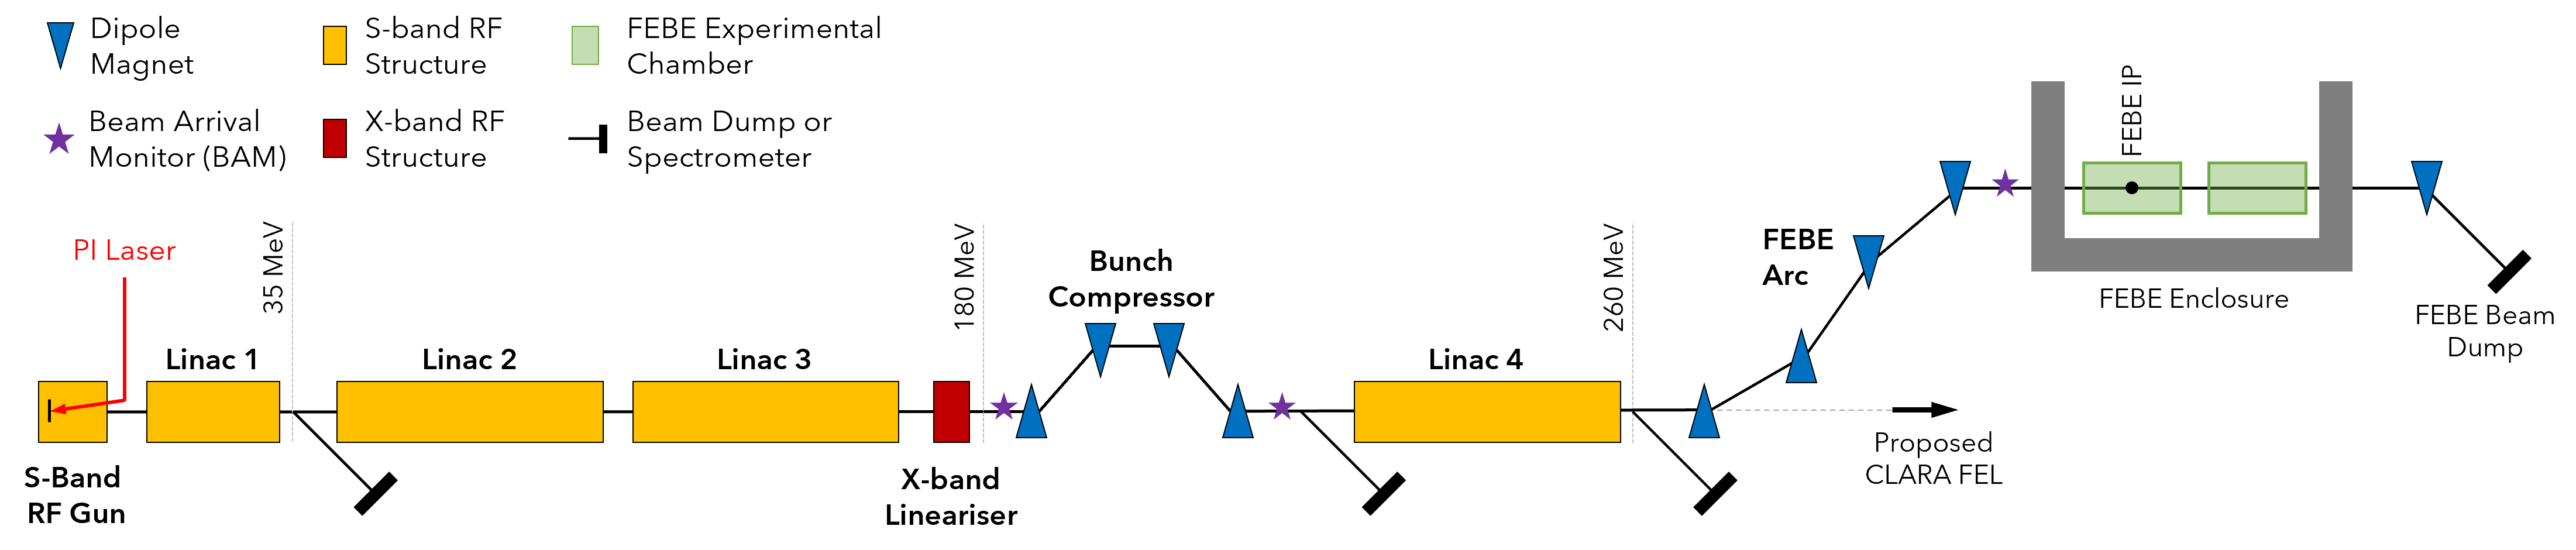 Dipole
Magnet
S-band RF
Structure
FEBE Experimental
Chamber
Beam Arrival
Monitor (BAM)
X-band RF
Structure
Beam Dump or
Spectrometer
PI Laser
35 MeV
180 MeV
260 MeV
Linac 1
Linac 2
Linac 3
Bunch
Compressor
Linac 4
FEBE
Arc
FEBE IP
FEBE Enclosure
FEBE Beam
Dump
Proposed
CLARA FEL
S-Band
RF Gun
X-band
Lineariser